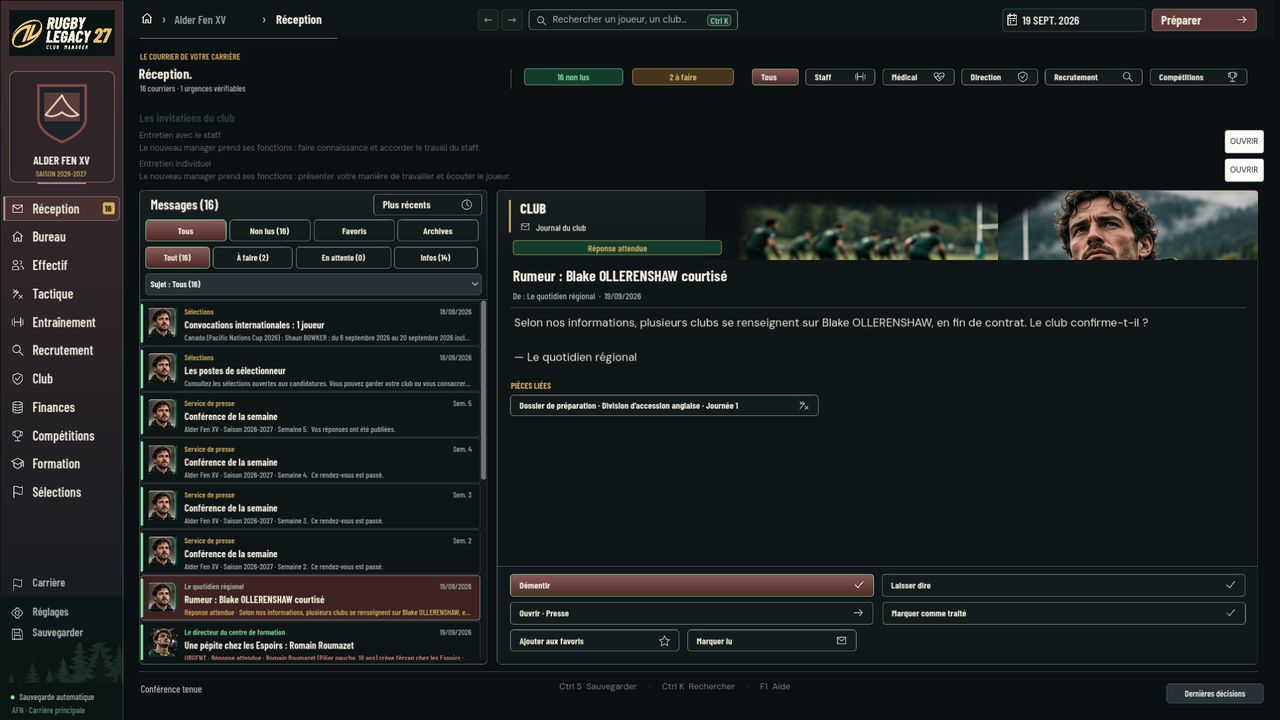 RUGBY
LEGACY 27
CLUB MANAGER
Alder Fen XV
Réception
Rechercher un joueur, un club...
Ctrl K
19 SEPT. 2026
Préparer
ALDER FEN XV
SAISON 2026-2027
Réception
16
Bureau
Effectif
Tactique
Entraînement
Recrutement
Club
Finances
Compétitions
Formation
Sélections
Carrière
Réglages
Sauvegarder
Sauvegarde automatique
AFN · Carrière principale
LE COURRIER DE VOTRE CARRIÈRE
Réception.
16 courriers · 1 urgences vérifiables
16 non lus
2 à faire
Tous
Staff
Médical
Direction
Recrutement
Compétitions
Les invitations du club
Entretien avec le staff
Le nouveau manager prend ses fonctions : faire connaissance et accorder le travail du staff.
OUVRIR
Entretien individuel
Le nouveau manager prend ses fonctions : présenter votre manière de travailler et écouter le joueur.
OUVRIR
Messages (16)
Plus récents
Tous
Non lus (16)
Favoris
Archives
Tout (16)
À faire (2)
En attente (0)
Infos (14)
Sujet : Tous (16)
Sélections
18/09/2026
Convocations internationales : 1 joueur
Canada (Pacific Nations Cup 2026) : Shaun BOWKER ; du 6 septembre 2026 au 20 septembre 2026 incl...
Sélections
18/09/2026
Les postes de sélectionneur
Consultez les sélections ouvertes aux candidatures. Vous pouvez garder votre club ou vous consacrer...
Service de presse
Sem. 5
Conférence de la semaine
Alder Fen XV · Saison 2026-2027 · Semaine 5. Vos réponses ont été publiées.
Service de presse
Sem. 4
Conférence de la semaine
Alder Fen XV · Saison 2026-2027 · Semaine 4. Ce rendez-vous est passé.
Service de presse
Sem. 3
Conférence de la semaine
Alder Fen XV · Saison 2026-2027 · Semaine 3. Ce rendez-vous est passé.
Service de presse
Sem. 2
Conférence de la semaine
Alder Fen XV · Saison 2026-2027 · Semaine 2. Ce rendez-vous est passé.
Le quotidien régional
19/09/2026
Rumeur : Blake OLLERENSHAW courtisé
Réponse attendue · Selon nos informations, plusieurs clubs se renseignent sur Blake OLLERENSHAW, e...
Le directeur du centre de formation
19/09/2026
Une pépite chez les Espoirs : Romain Roumazet
URGENT · Réponse attendue · Romain Roumazet (Pilier gauche, 18 ans) crève l'écran chez les Espoirs ·
CLUB
Journal du club
Réponse attendue
Rumeur : Blake OLLERENSHAW courtisé
De : Le quotidien régional · 19/09/2026
Selon nos informations, plusieurs clubs se renseignent sur Blake OLLERENSHAW, en fin de contrat. Le club confirme-t-il ?
— Le quotidien régional
PIÈCES LIÉES
Dossier de préparation · Division d'accession anglaise · Journée 1
Démentir
Laisser dire
Ouvrir · Presse
Marquer comme traité
Ajouter aux favoris
Marquer lu
Conférence tenue
Ctrl S Sauvegarder · Ctrl K Rechercher · F1 Aide
Dernières décisions